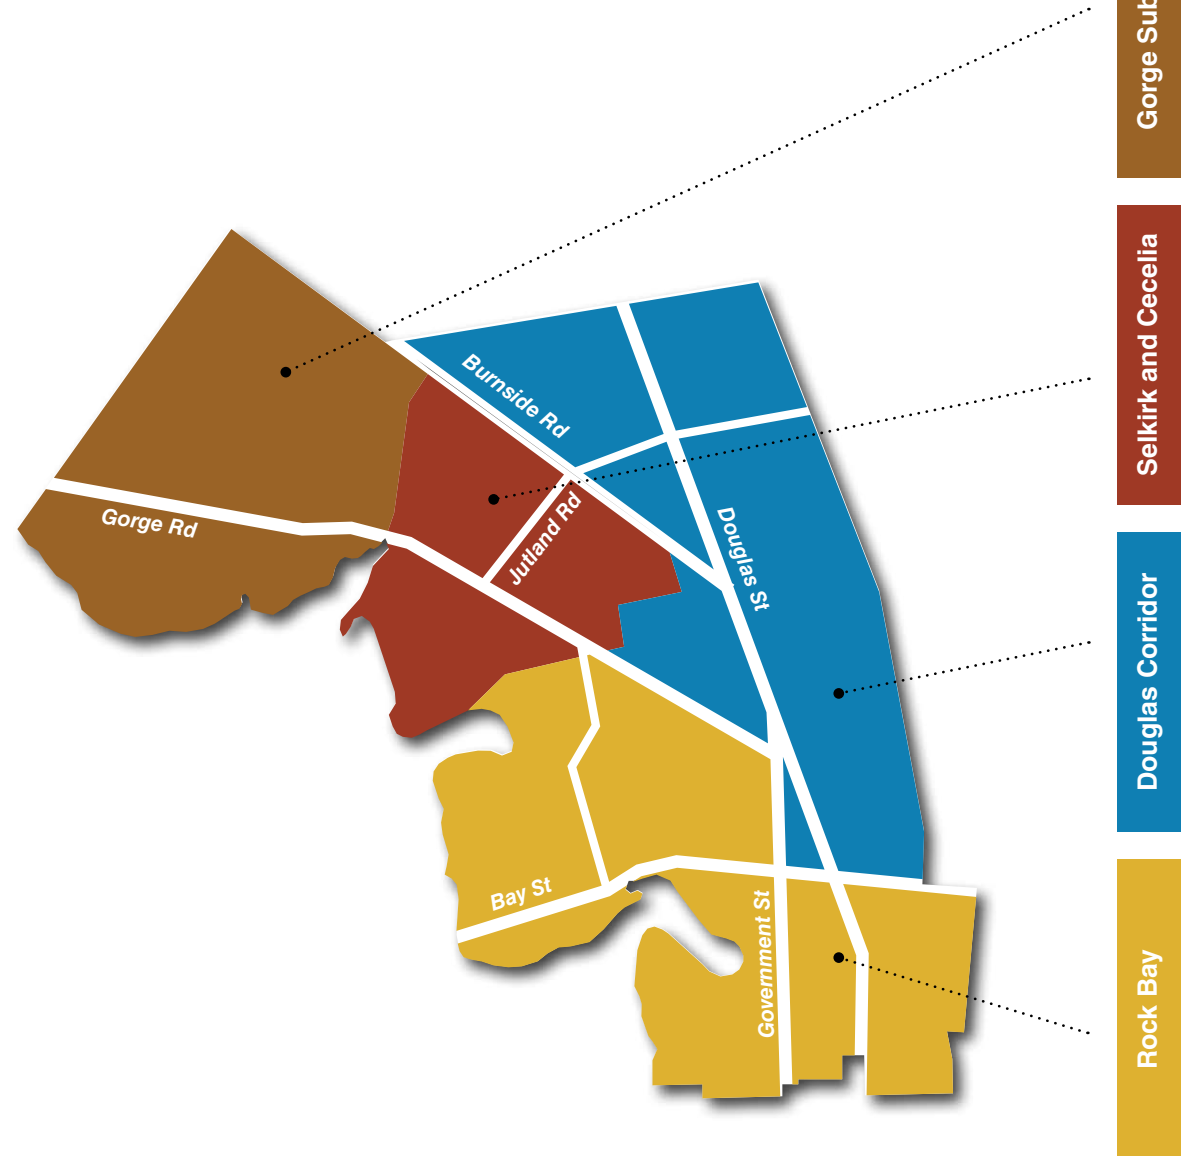 Gorge
Selkirk and Cecelia
Burnside Rd
Jutland Rd
Gorge Rd
Douglas St
Douglas Corridor
Bay St
Government St
Rock Bay